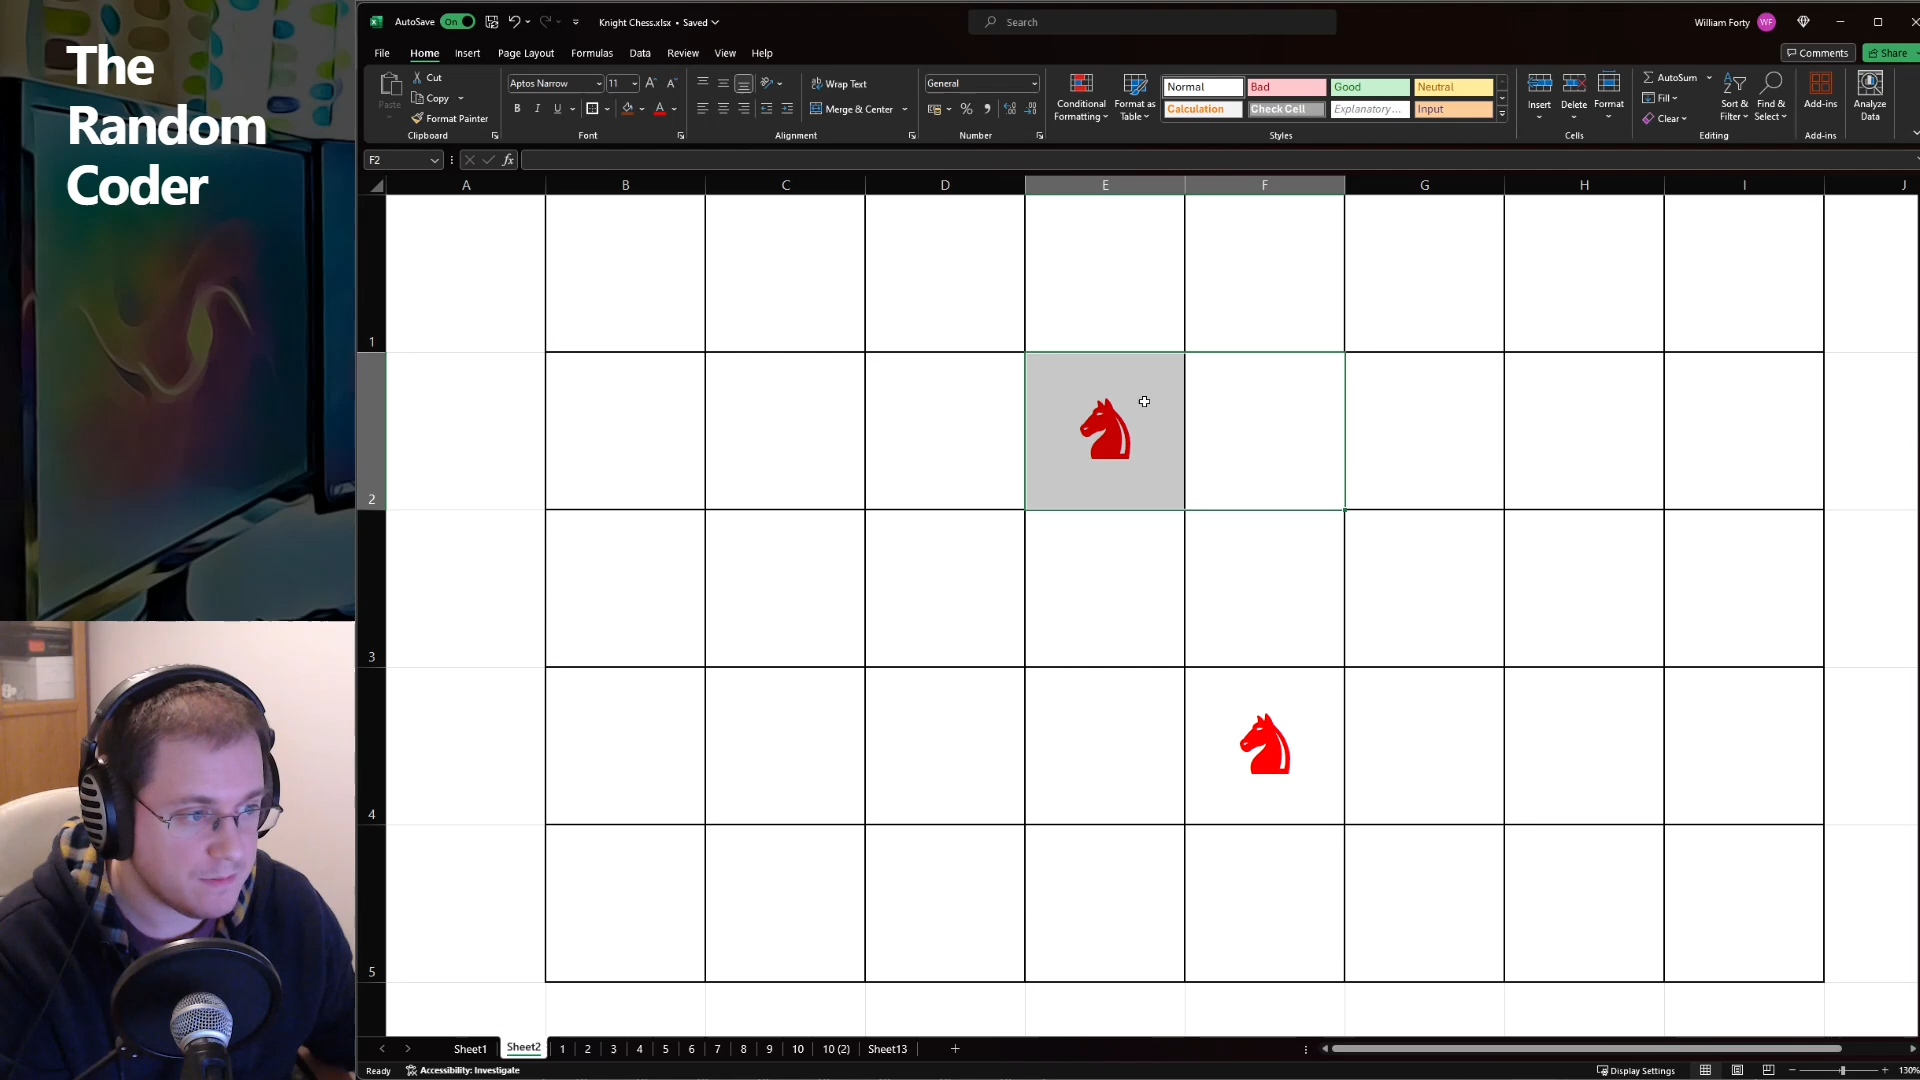 The
Random
Coder
AutoSave On Knight Chess.xlsx • Saved Search William Forty WF
File Home Insert Page Layout Formulas Data Review View Help Comments Share
Paste Cut Copy Format Painter Clipboard
Aptos Narrow 11 B I U A Font
Wrap Text Merge & Center Alignment
General % Number
Conditional Formatting Format as Table
Normal Bad Good Neutral
Calculation Check Cell Explanatory... Input
Styles
Insert Delete Format Cells
AutoSum Fill Clear Sort & Filter Find & Select Editing
Add-ins Add-ins
Analyze Data
F2 fx
A B C D E F G H I J
1
2
3
4
5
Sheet1 Sheet2 1 2 3 4 5 6 7 8 9 10 10 (2) Sheet13
Ready Accessibility: Investigate Display Settings 130%